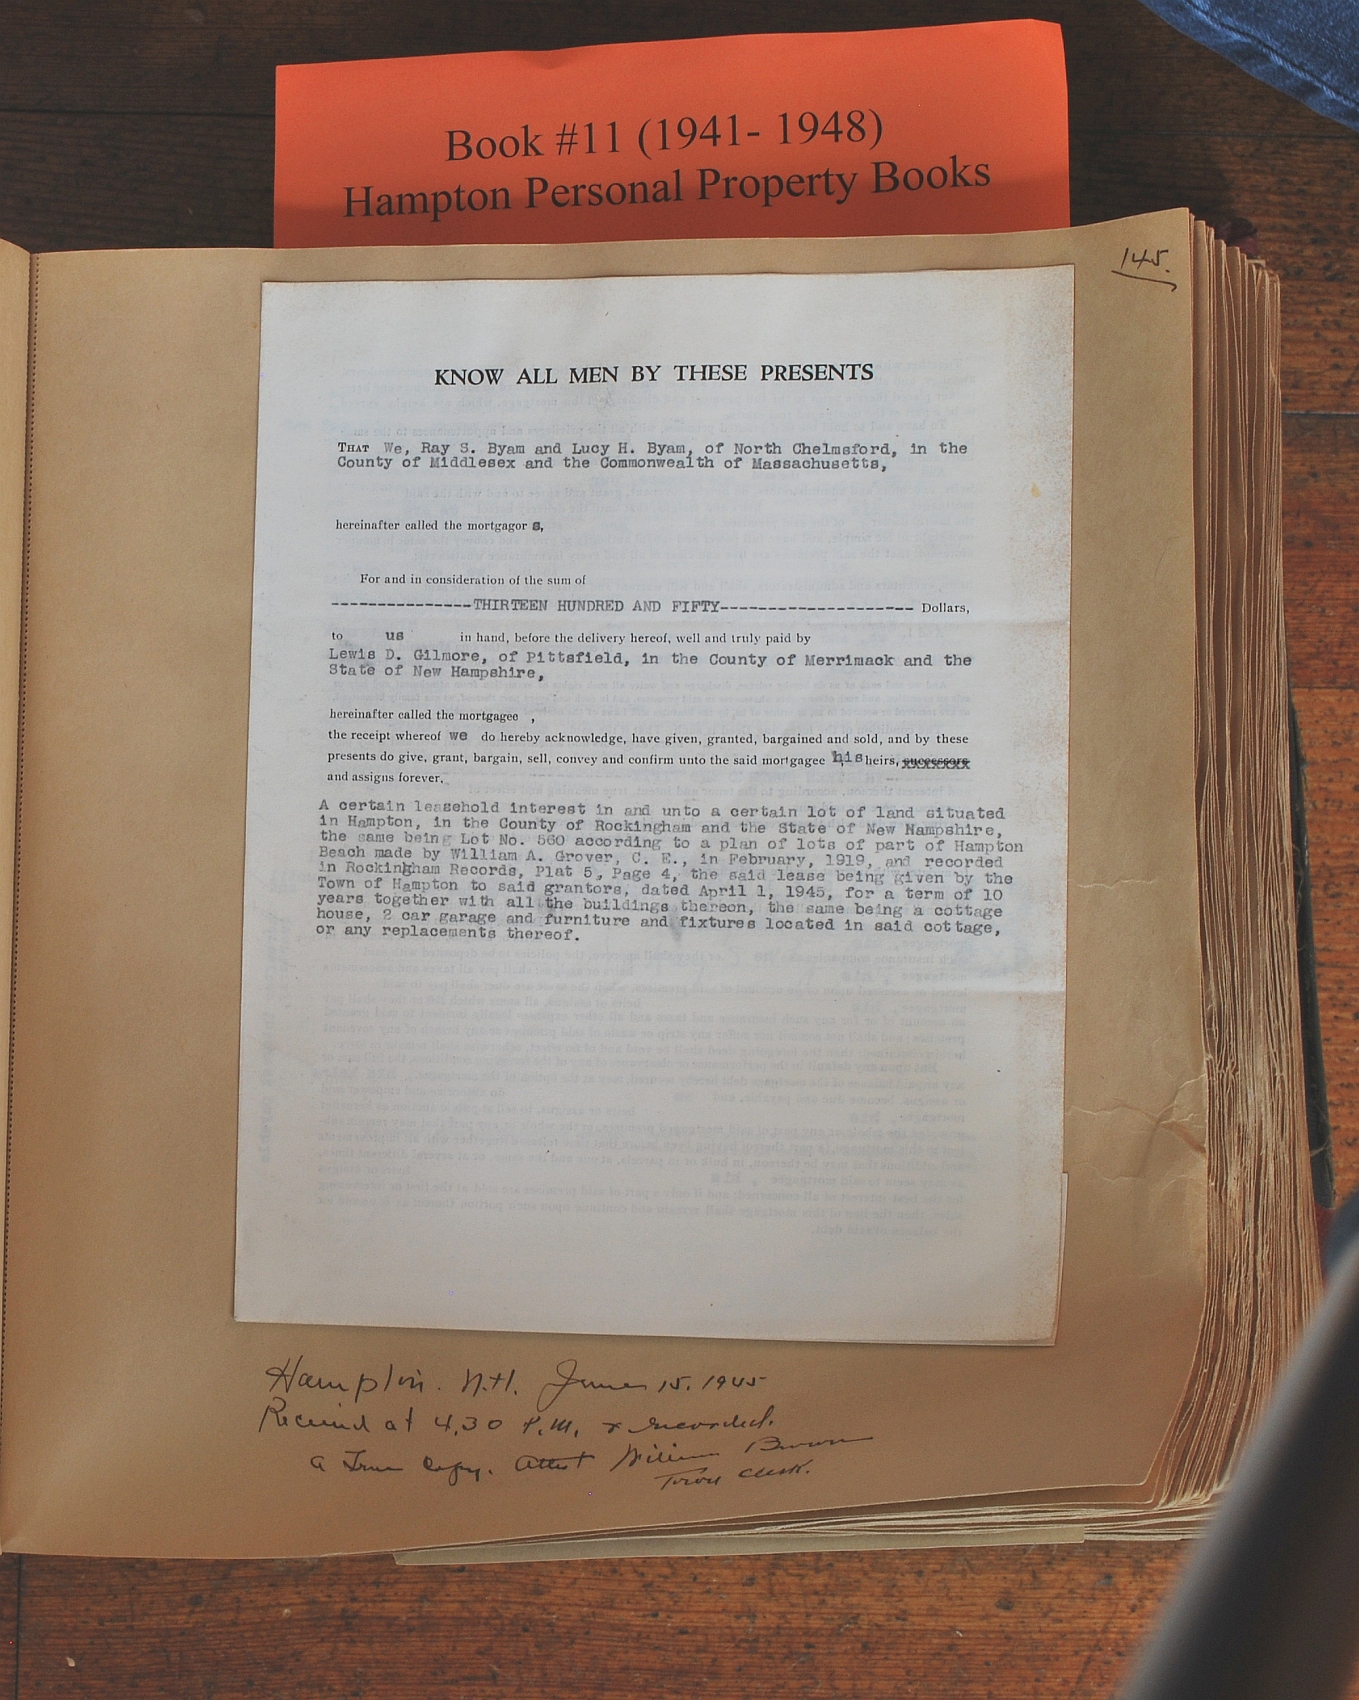 Book #11 (1941- 1948)
Hampton Personal Property Books
145.
KNOW ALL MEN BY THESE PRESENTS
THAT We, Ray S. Byam and Lucy H. Byam, of North Chelmsford, in the
County of Middlesex and the Commonwealth of Massachusetts,
hereinafter called the mortgagor s,
For and in consideration of the sum of
---------------THIRTEEN HUNDRED AND FIFTY--------------------- Dollars,
to us in hand, before the delivery hereof, well and truly paid by
Lewis D. Gilmore, of Pittsfield, in the County of Merrimack and the
State of New Hampshire,
hereinafter called the mortgagee ,
the receipt whereof we do hereby acknowledge, have given, granted, bargained and sold, and by these
presents do give, grant, bargain, sell, convey and confirm unto the said mortgagee his heirs, successors
and assigns forever,
A certain leasehold interest in and unto a certain lot of land situated
in Hampton, in the County of Rockingham and the State of New Hampshire,
the same being Lot No. 560 according to a plan of lots of part of Hampton
Beach made by William A. Grover, C. E., in February, 1919, and recorded
in Rockingham Records, Plat 5, Page 4, the said lease being given by the
Town of Hampton to said grantors, dated April 1, 1945, for a term of 10
years together with all the buildings thereon, the same being a cottage
house, 2 car garage and furniture and fixtures located in said cottage,
or any replacements thereof.
Hampton. N.H. June 15. 1945
Received at 4.30 P.M. & recorded.
a True Copy. Attest William Brown
Town Clerk.